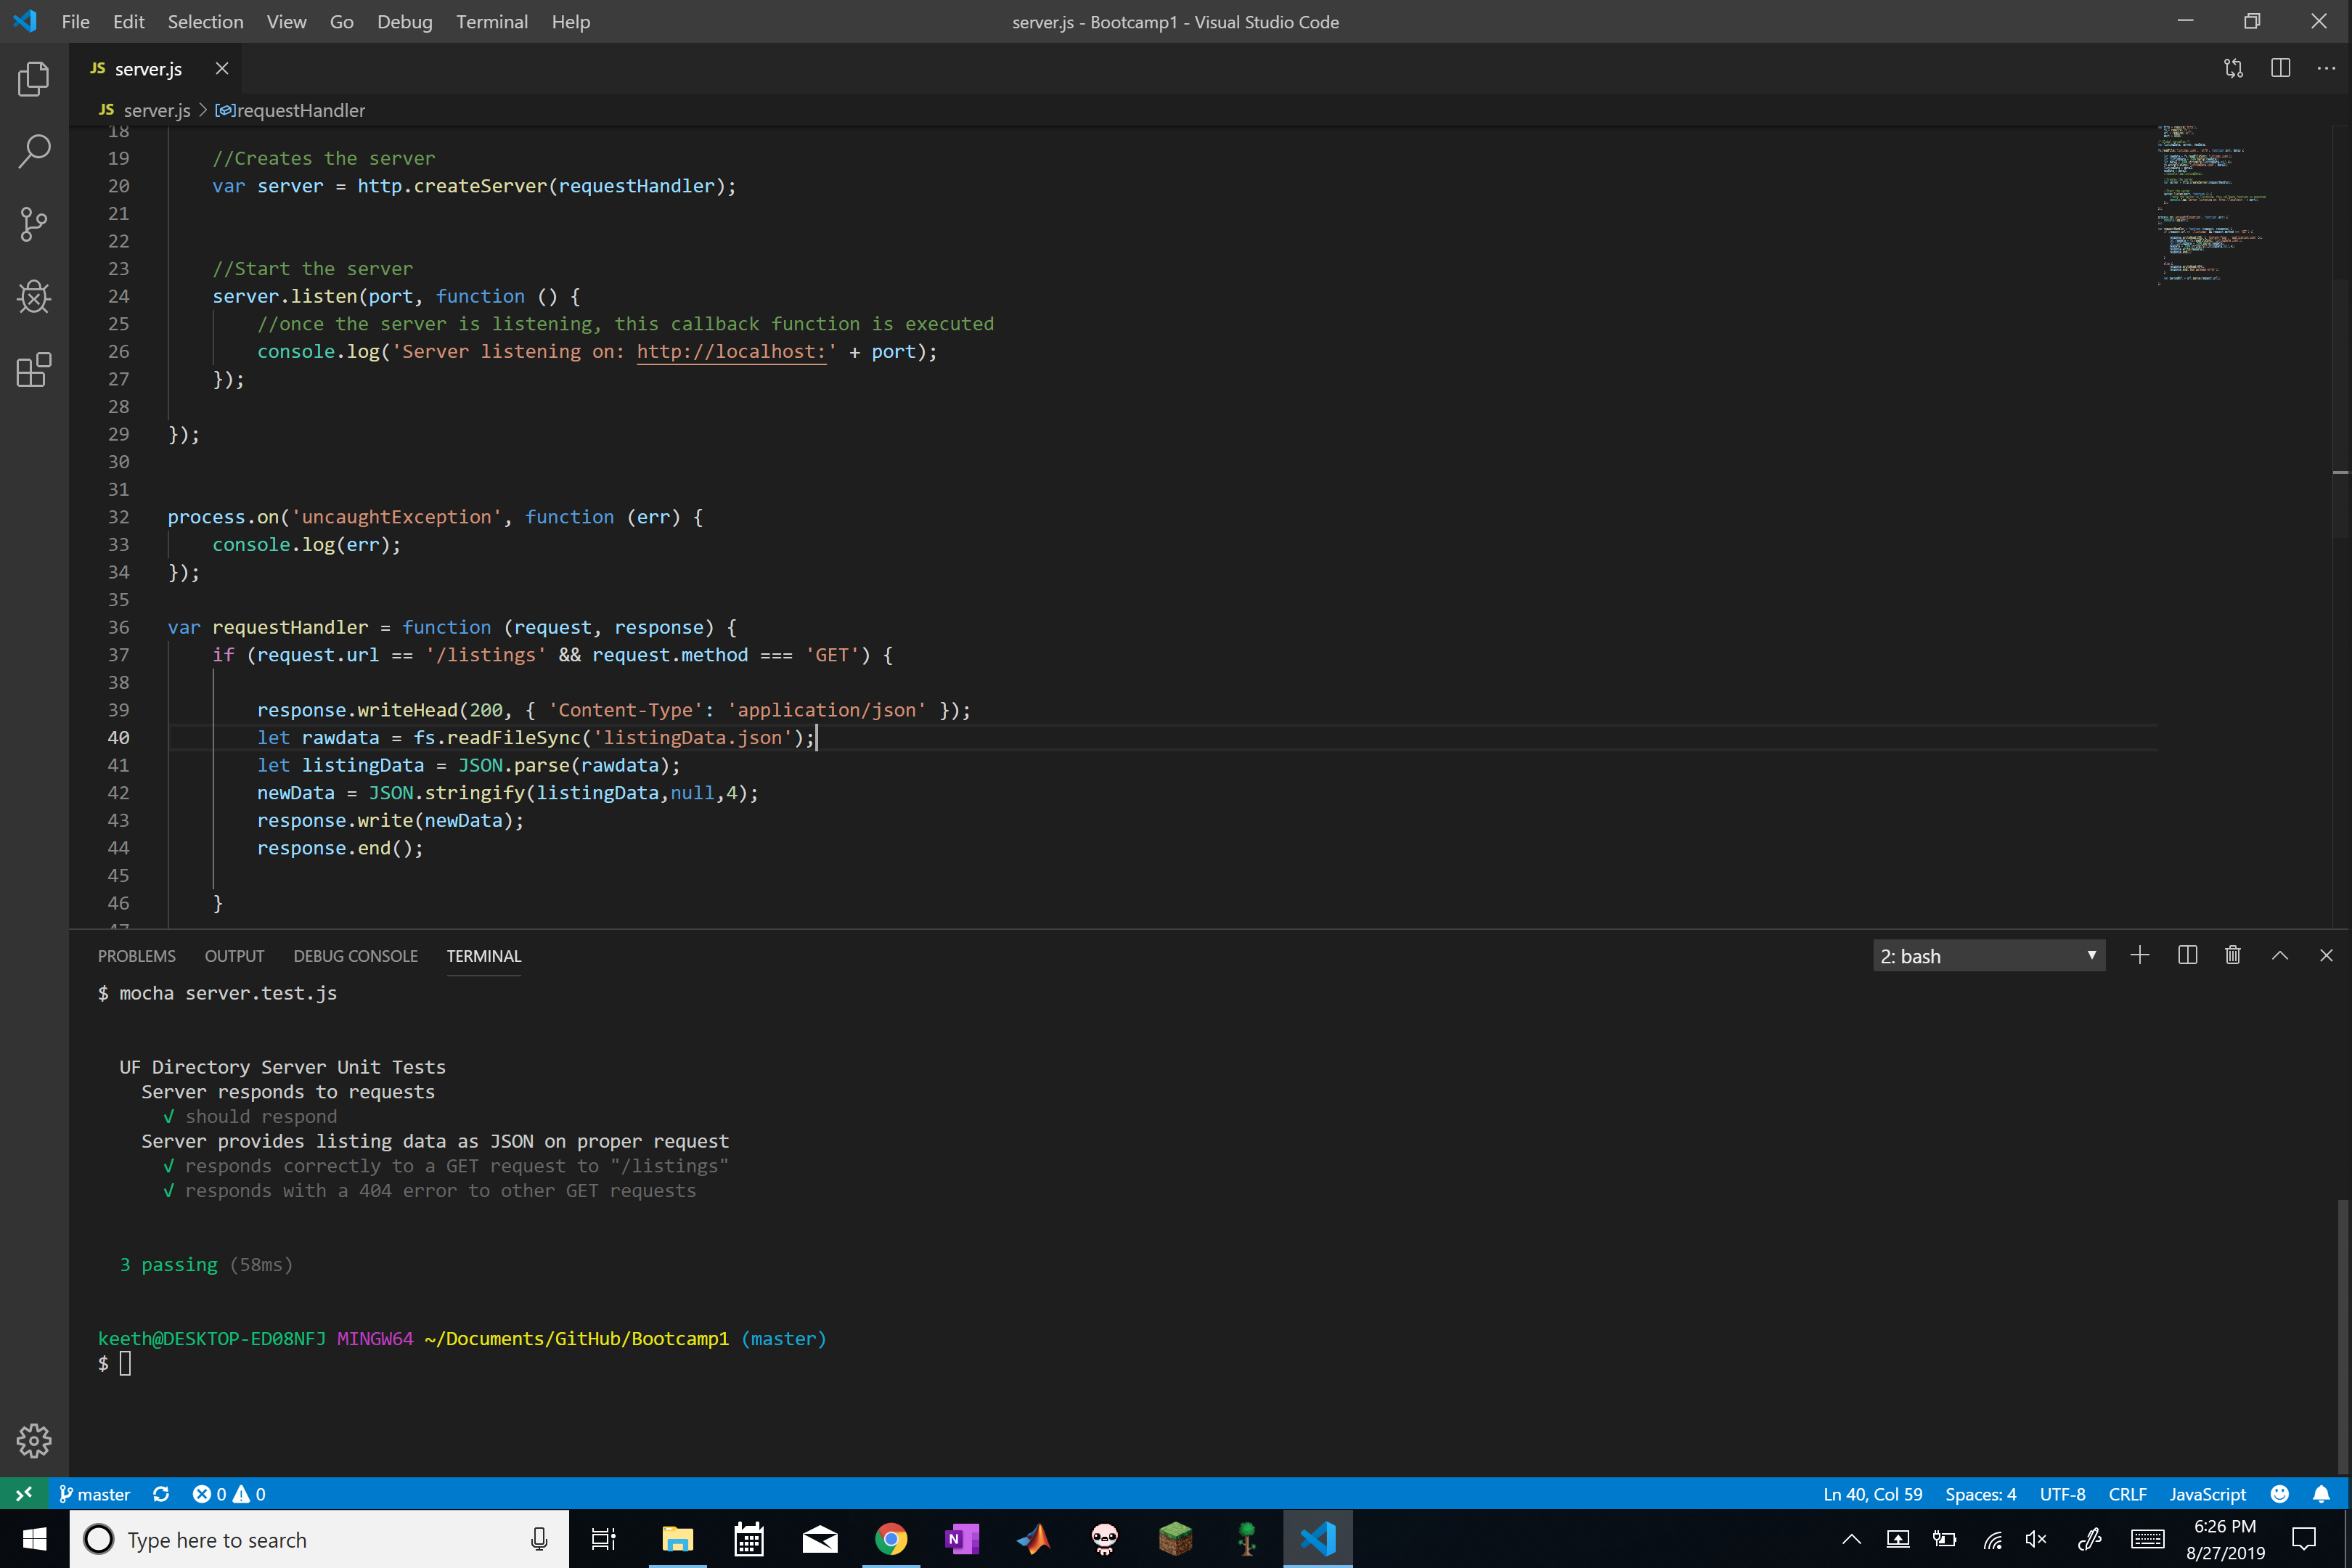 File Edit Selection View Go Debug Terminal Help
server.js - Bootcamp1 - Visual Studio Code
JS server.js
JS server.js > requestHandler
18
19 //Creates the server
20 var server = http.createServer(requestHandler);
21
22
23 //Start the server
24 server.listen(port, function () {
25 //once the server is listening, this callback function is executed
26 console.log('Server listening on: http://localhost:' + port);
27 });
28
29 });
30
31
32 process.on('uncaughtException', function (err) {
33 console.log(err);
34 });
35
36 var requestHandler = function (request, response) {
37 if (request.url == '/listings' && request.method === 'GET') {
38
39 response.writeHead(200, { 'Content-Type': 'application/json' });
40 let rawdata = fs.readFileSync('listingData.json');
41 let listingData = JSON.parse(rawdata);
42 newData = JSON.stringify(listingData,null,4);
43 response.write(newData);
44 response.end();
45
46 }
47
PROBLEMS OUTPUT DEBUG CONSOLE TERMINAL
2: bash
$ mocha server.test.js
UF Directory Server Unit Tests
Server responds to requests
√ should respond
Server provides listing data as JSON on proper request
√ responds correctly to a GET request to "/listings"
√ responds with a 404 error to other GET requests
3 passing (58ms)
keeth@DESKTOP-ED08NFJ MINGW64 ~/Documents/GitHub/Bootcamp1 (master)
$
master 0 0
Ln 40, Col 59 Spaces: 4 UTF-8 CRLF JavaScript
Type here to search
N
6:26 PM
8/27/2019